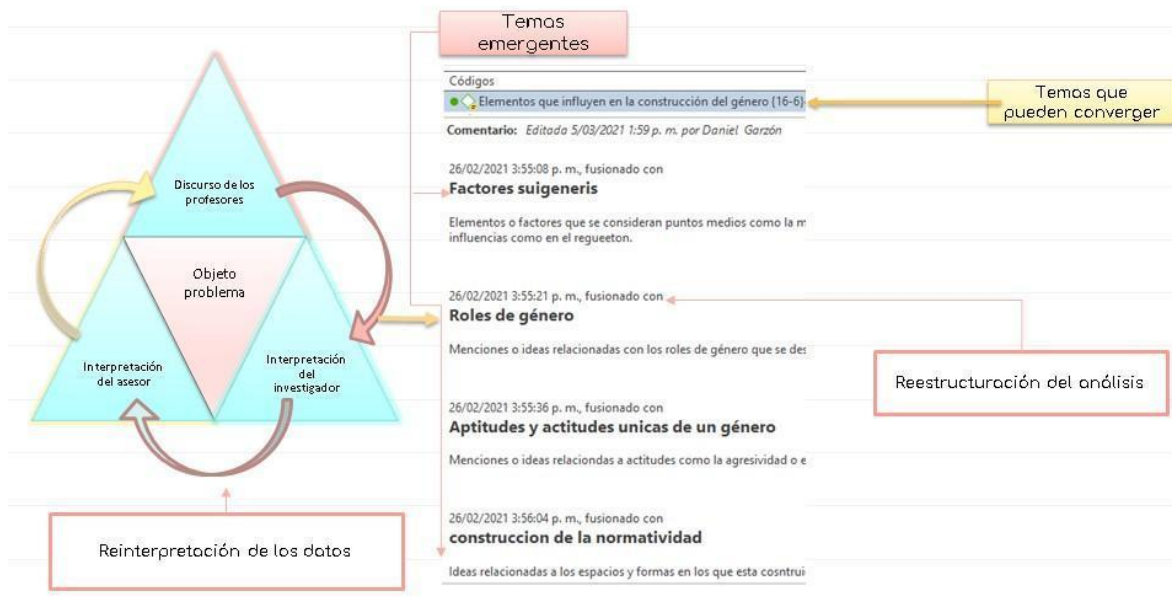 Temas
emergentes
Códigos
Elementos que influyen en la construcción del género {16-6}
Temas que
pueden converger
Comentario: Editada 5/03/2021 1:59 p. m. por Daniel Garzón
26/02/2021 3:55:08 p. m., fusionado con
Factores suigeneris
Elementos o factores que se consideran puntos medios como la m
influencias como en el regueeton.
26/02/2021 3:55:21 p. m., fusionado con
Roles de género
Menciones o ideas relacionadas con los roles de género que se des
26/02/2021 3:55:36 p. m., fusionado con
Aptitudes y actitudes unicas de un género
Menciones o ideas relaciondas a actitudes como la agresividad o e
26/02/2021 3:56:04 p. m., fusionado con
construccion de la normatividad
Ideas relacionadas a los espacios y formas en los que esta cosntrui
Discurso de los
profesores
Objeto
problema
Interpretación
del asesor
Interpretación
del
investigador
Reestructuración del análisis
Reinterpretación de los datos